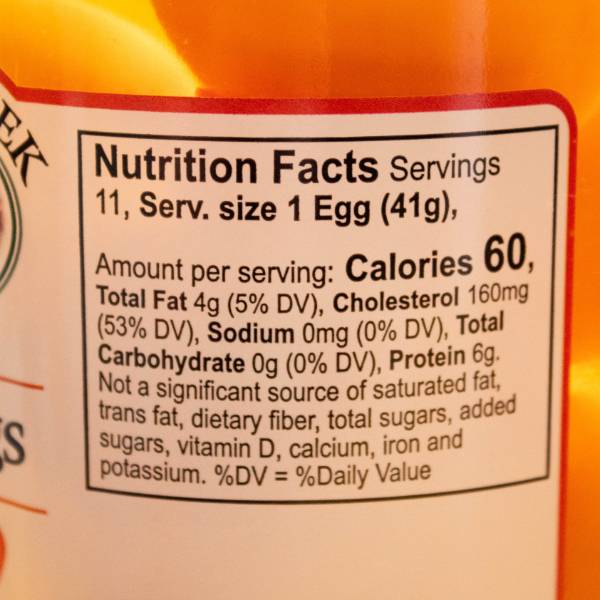 EK
Nutrition Facts Servings
11, Serv. size 1 Egg (41g),
Amount per serving: Calories 60,
Total Fat 4g (5% DV), Cholesterol 160mg
(53% DV), Sodium 0mg (0% DV), Total
Carbohydrate 0g (0% DV), Protein 6g.
Not a significant source of saturated fat,
trans fat, dietary fiber, total sugars, added
sugars, vitamin D, calcium, iron and
potassium. %DV = %Daily Value